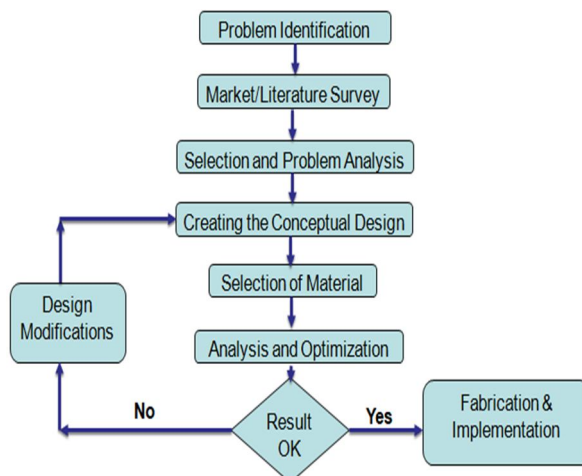 Problem Identification
Market/Literature Survey
Selection and Problem Analysis
Creating the Conceptual Design
Selection of Material
Design
Modifications
Analysis and Optimization
No
Result
OK
Yes
Fabrication &
Implementation